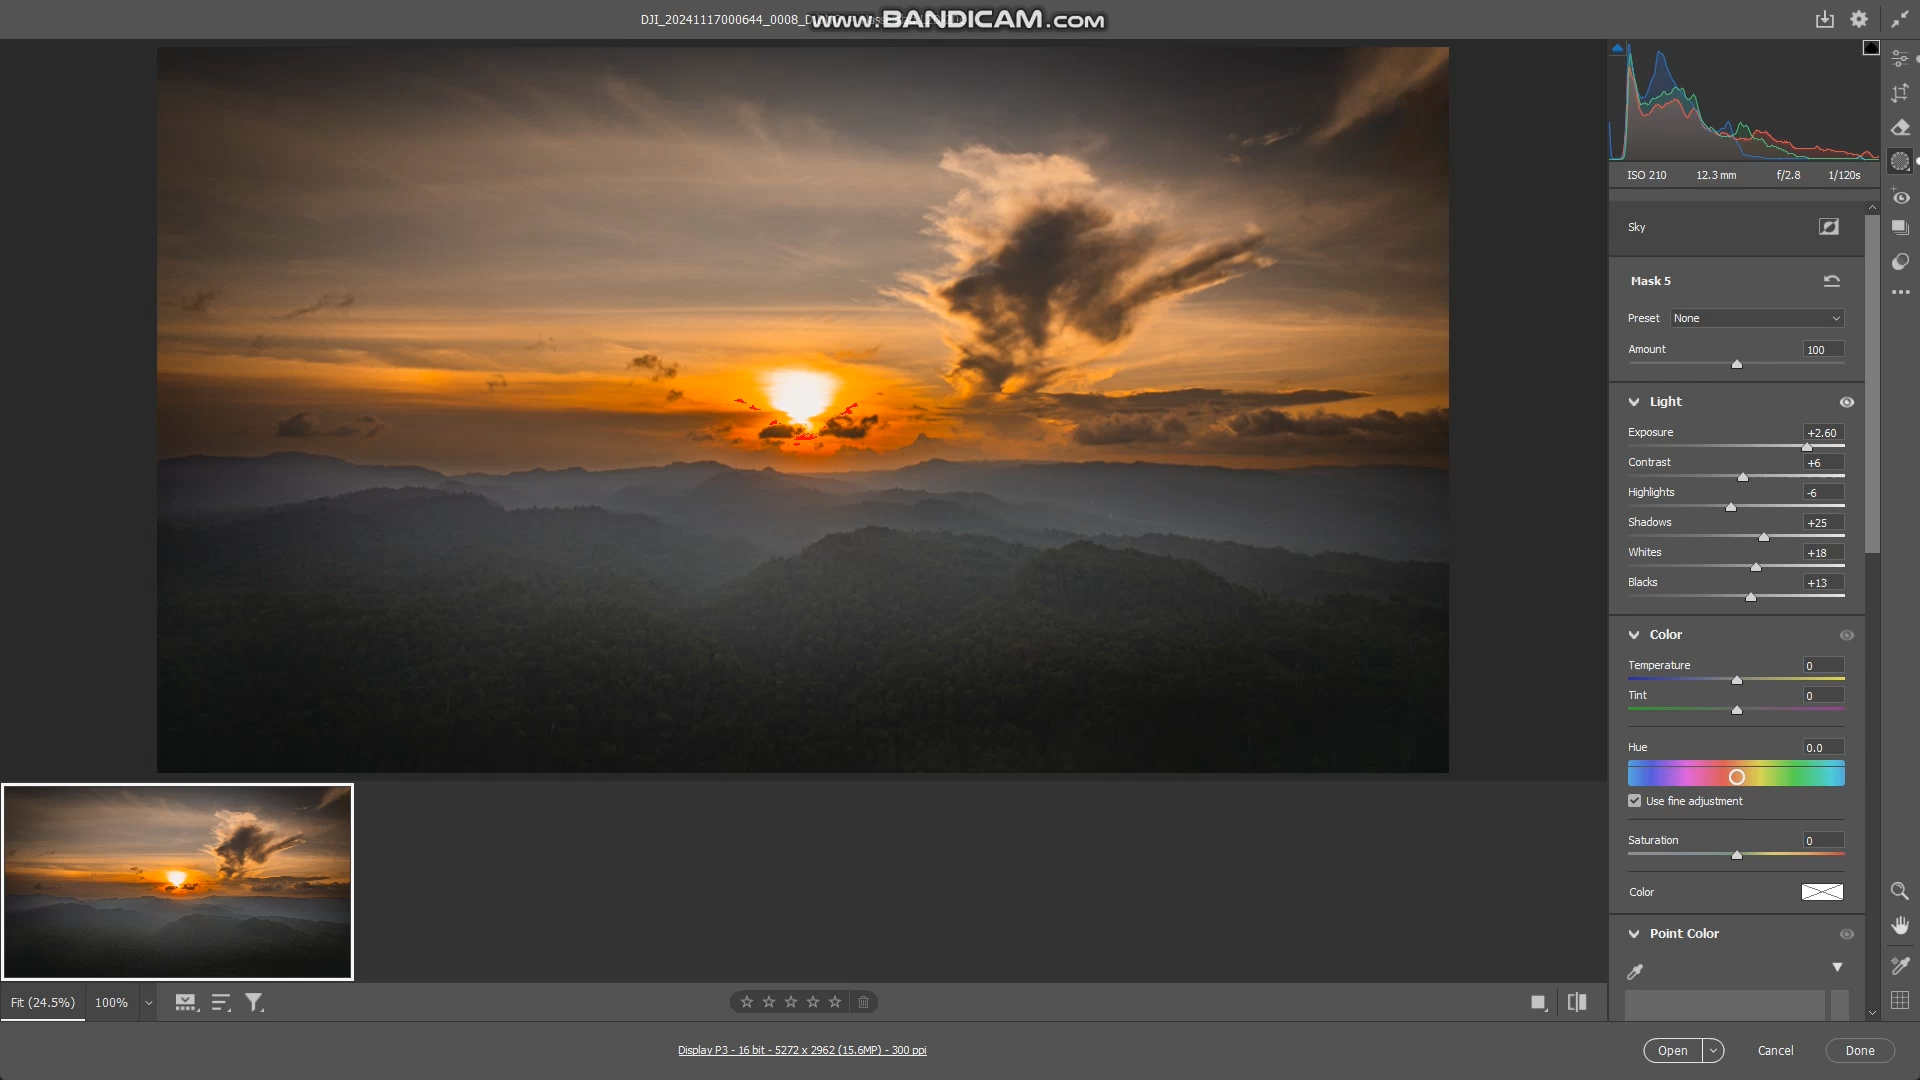 DJI_20241117000644_0008_D
www.BANDICAM.com
ISO 210 12.3 mm f/2.8 1/120s
Sky
Mask 5
Preset None
Amount 100
Light
Exposure +2.60
Contrast +6
Highlights -6
Shadows +25
Whites +18
Blacks +13
Color
Temperature 0
Tint 0
Hue 0.0
Use fine adjustment
Saturation 0
Color
Point Color
Fit (24.5%) 100%
Display P3 - 16 bit - 5272 x 2962 (15.6MP) - 300 ppi
Open Cancel Done